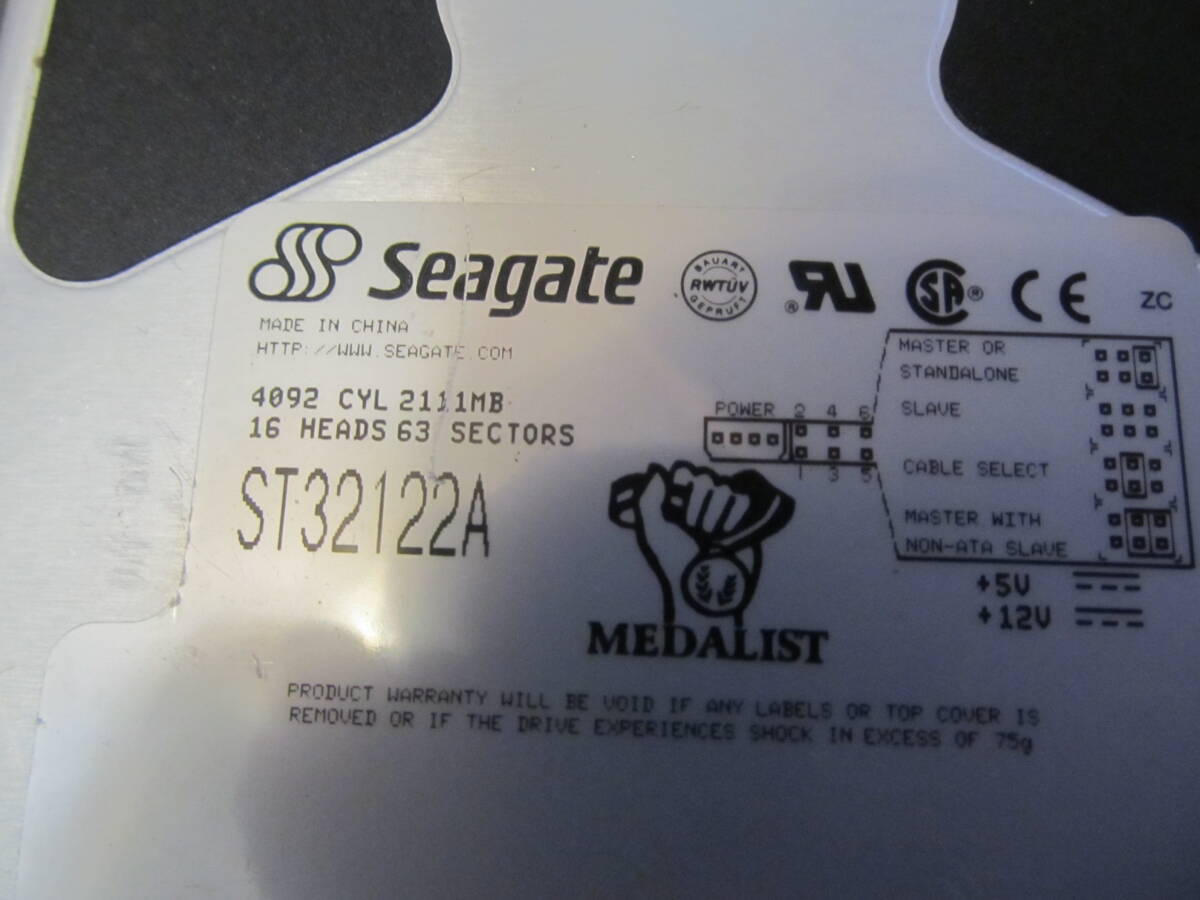 Seagate
BAUART
RWTÜV
GEPRUFT
ZC
MADE IN CHINA
HTTP://WWW.SEAGATE.COM
4092 CYL 2111MB
16 HEADS 63 SECTORS
ST32122A
POWER 2 4 6
1 3 5
MASTER OR
STANDALONE
SLAVE
CABLE SELECT
MASTER WITH
NON-ATA SLAVE
+5V
+12V
MEDALIST
PRODUCT WARRANTY WILL BE VOID IF ANY LABELS OR TOP COVER IS
REMOVED OR IF THE DRIVE EXPERIENCES SHOCK IN EXCESS OF 75g